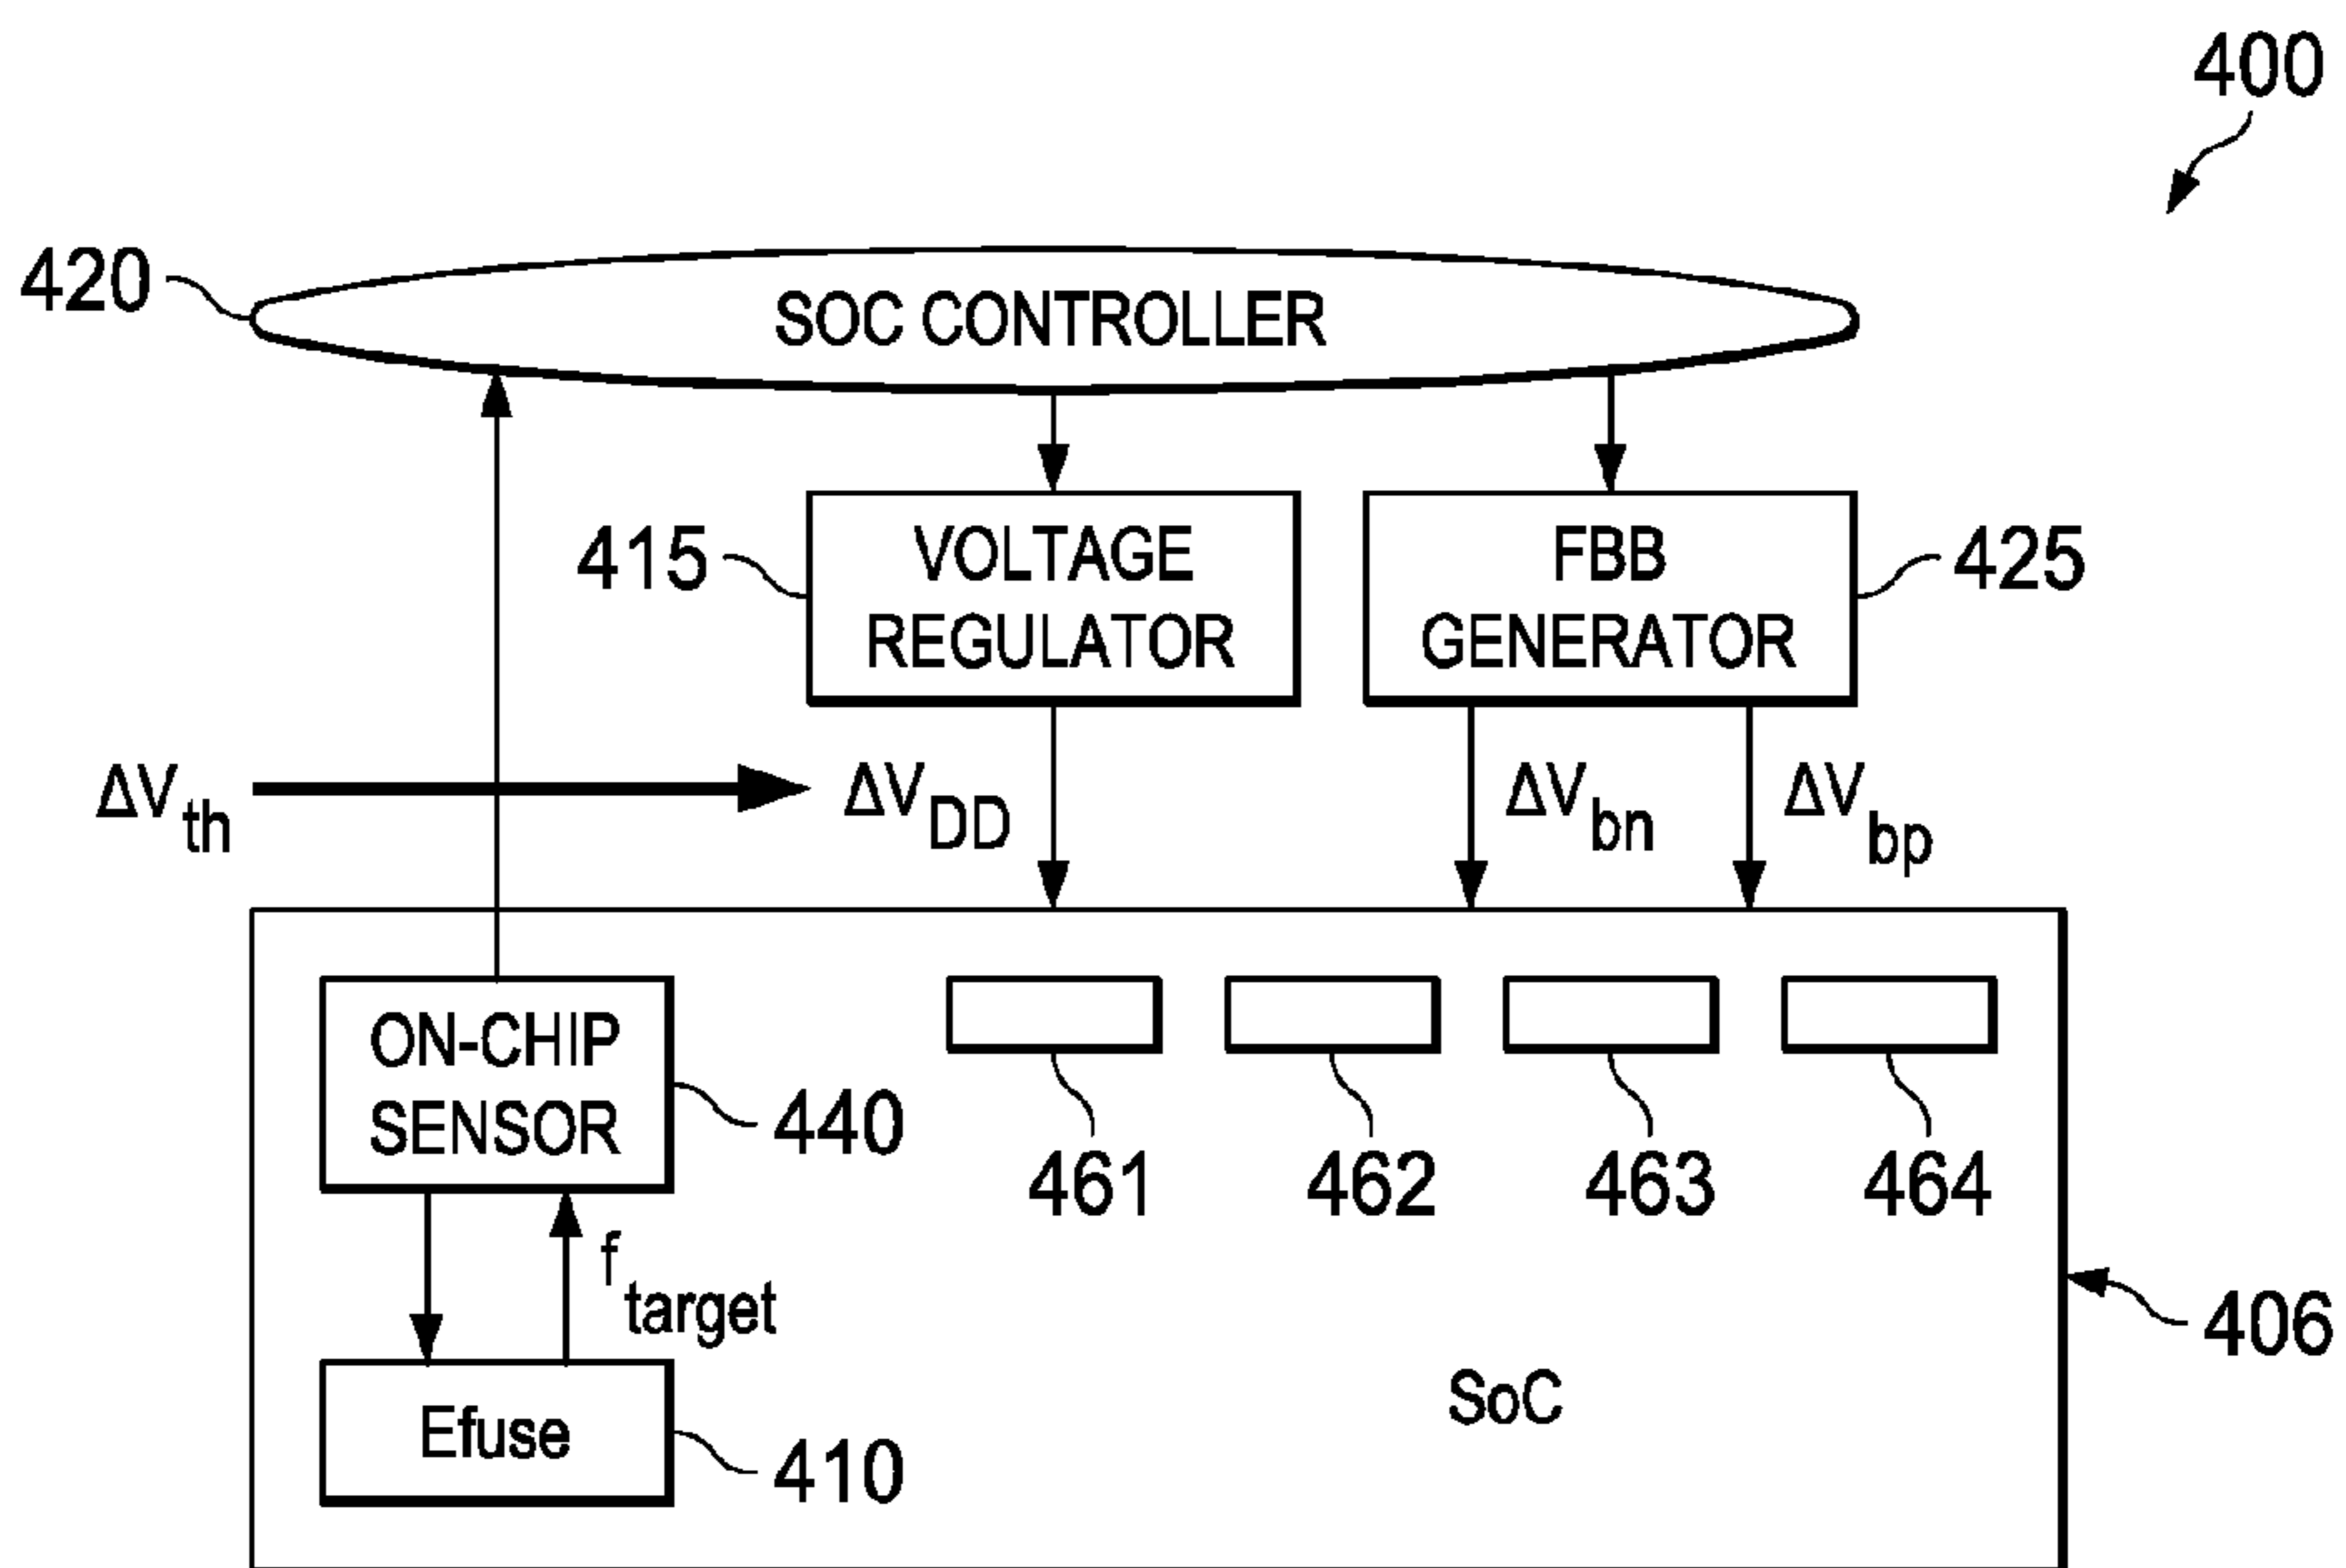 400
420
SOC CONTROLLER
415
VOLTAGE
REGULATOR
FBB
GENERATOR
425
ΔVth
ΔVDD
ΔVbn
ΔVbp
ON-CHIP
SENSOR
440
461
462
463
464
ftarget
406
Efuse
410
SoC